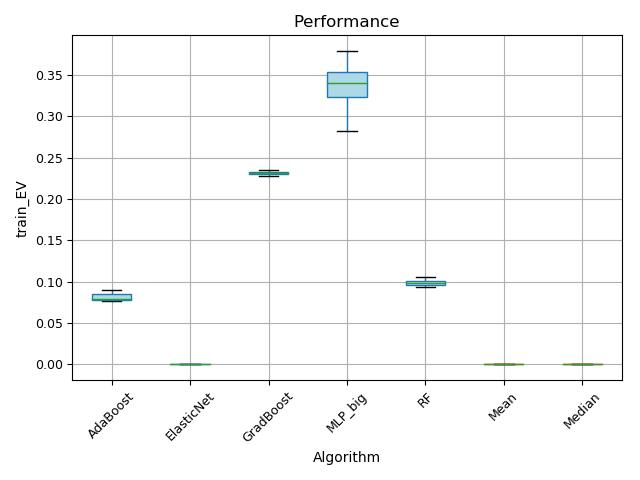 Performance
train_EV
0.35
0.30
0.25
0.20
0.15
0.10
0.05
0.00
AdaBoost
ElasticNet
GradBoost
MLP_big
RF
Mean
Median
Algorithm